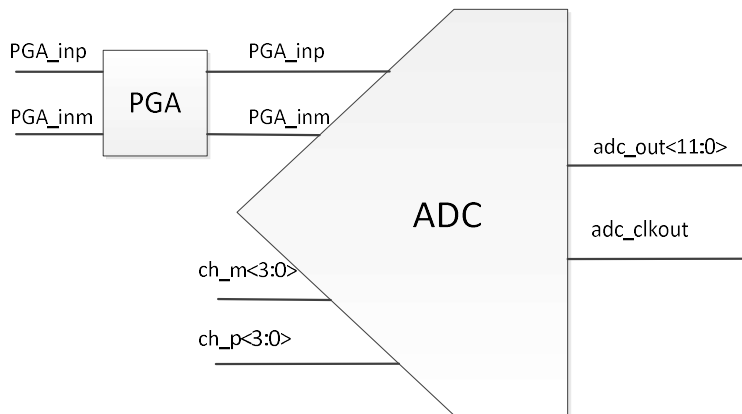 PGA_inp
PGA_inp
PGA
PGA_inm
PGA_inm
adc_out<11:0>
ADC
adc_clkout
ch_m<3:0>
ch_p<3:0>